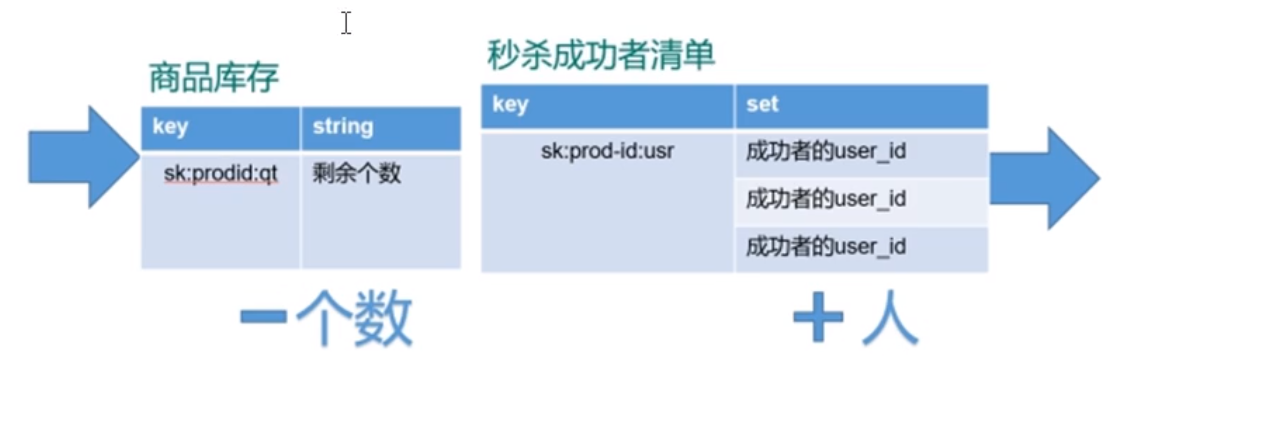 商品库存
key string
sk:prodid:qt 剩余个数
秒杀成功者清单
key set
sk:prod-id:usr 成功者的user_id
成功者的user_id
成功者的user_id
－个数
＋人